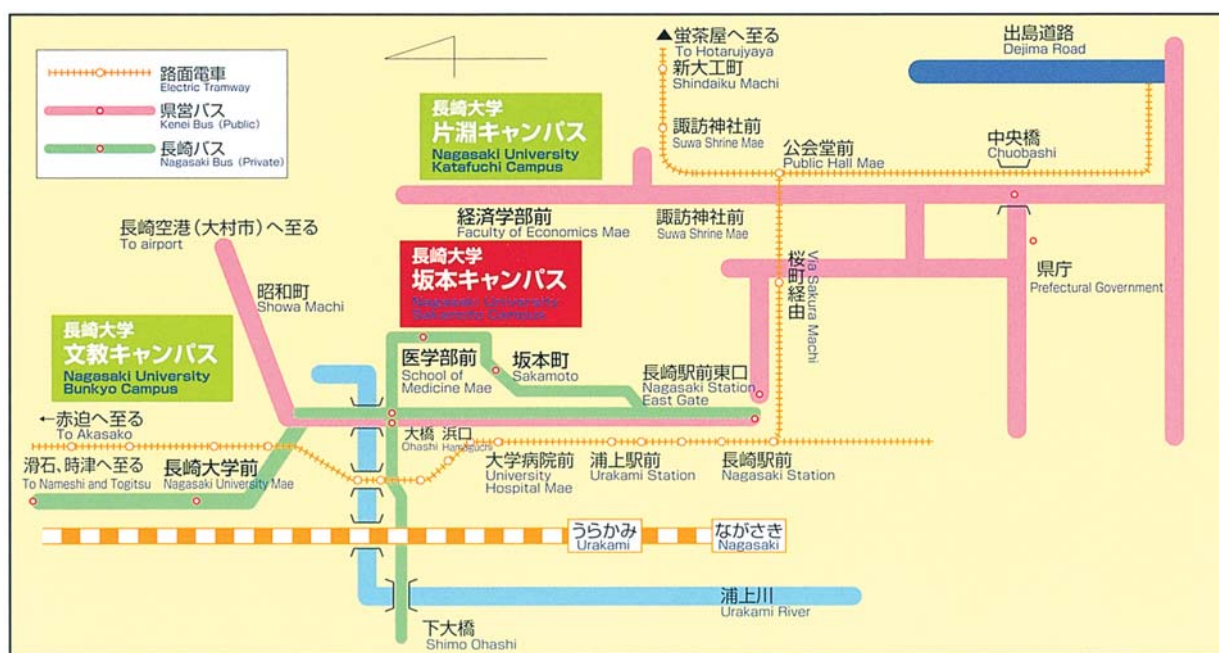 路面電車
Electric Tramway
県営バス
Kenei Bus (Public)
長崎バス
Nagasaki Bus (Private)
▲蛍茶屋へ至る
To Hotarujyaya
新大工町
Shindaiku Machi
諏訪神社前
Suwa Shrine Mae
出島道路
Dejima Road
公会堂前
Public Hall Mae
中央橋
Chuobashi
長崎大学
片淵キャンパス
Nagasaki University
Katafuchi Campus
経済学部前
Faculty of Economics Mae
諏訪神社前
Suwa Shrine Mae
長崎空港(大村市)へ至る
To airport
昭和町
Showa Machi
長崎大学
坂本キャンパス
Nagasaki University
Sakamoto Campus
桜町経由
Via Sakura Machi
県庁
Prefectural Government
長崎大学
文教キャンパス
Nagasaki University
Bunkyo Campus
医学部前
School of
Medicine Mae
坂本町
Sakamoto
長崎駅前東口
Nagasaki Station
East Gate
←赤迫へ至る
To Akasako
大橋
Ohashi
浜口
Hamaguchi
滑石、時津へ至る
To Nameshi and Togitsu
長崎大学前
Nagasaki University Mae
大学病院前
University
Hospital Mae
浦上駅前
Urakami Station
長崎駅前
Nagasaki Station
うらかみ
Urakami
ながさき
Nagasaki
浦上川
Urakami River
下大橋
Shimo Ohashi